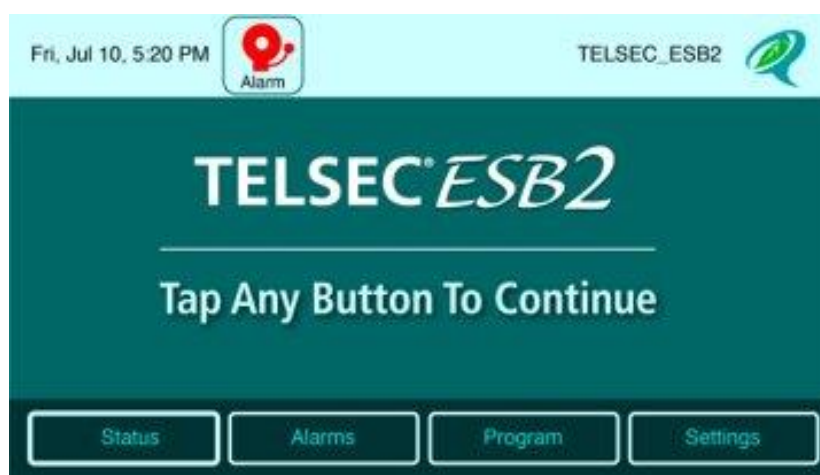 Fri, Jul 10, 5:20 PM
Alarm
TELSEC_ESB2
TELSEC® ESB2
Tap Any Button To Continue
Status
Alarms
Program
Settings